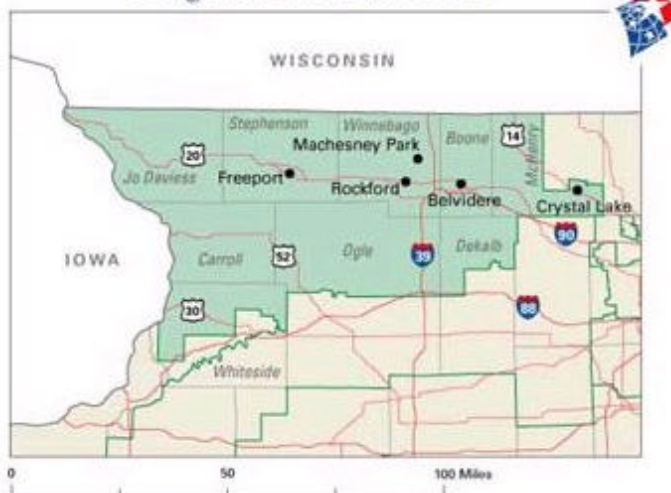 WISCONSIN
Stephenson
Winnebago
Boone
14
McHenry
Machesney Park
20
Jo Daviess
Freeport
Rockford
Belvidere
Crystal Lake
90
IOWA
Carroll
52
Ogle
39
Dekalb
30
88
Whiteside
0 50 100 Miles